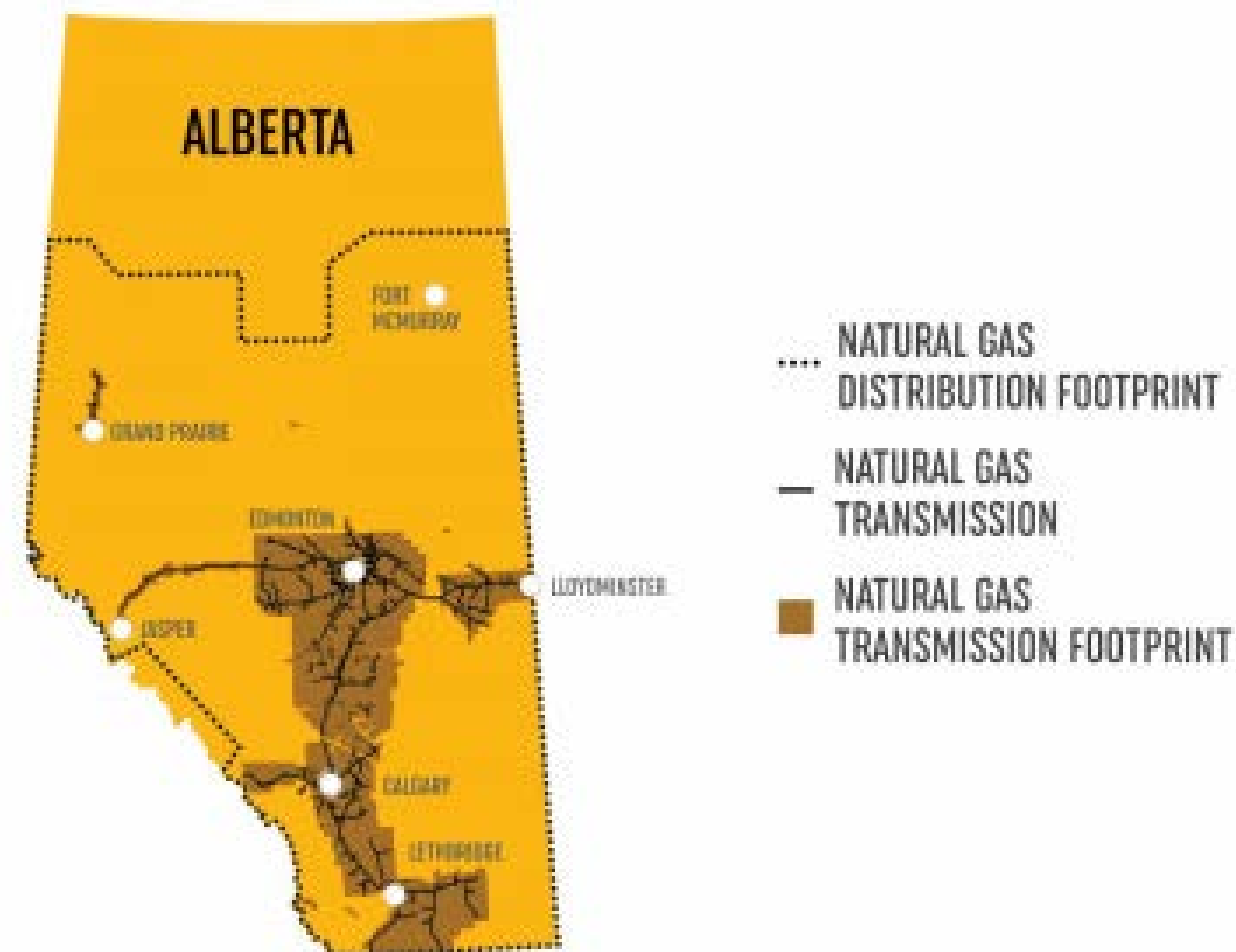 ALBERTA
FORT
MCMURRAY
GRAND PRAIRIE
EDMONTON
LLOYDMINSTER
JASPER
CALGARY
LETHBRIDGE
NATURAL GAS
DISTRIBUTION FOOTPRINT
NATURAL GAS
TRANSMISSION
NATURAL GAS
TRANSMISSION FOOTPRINT